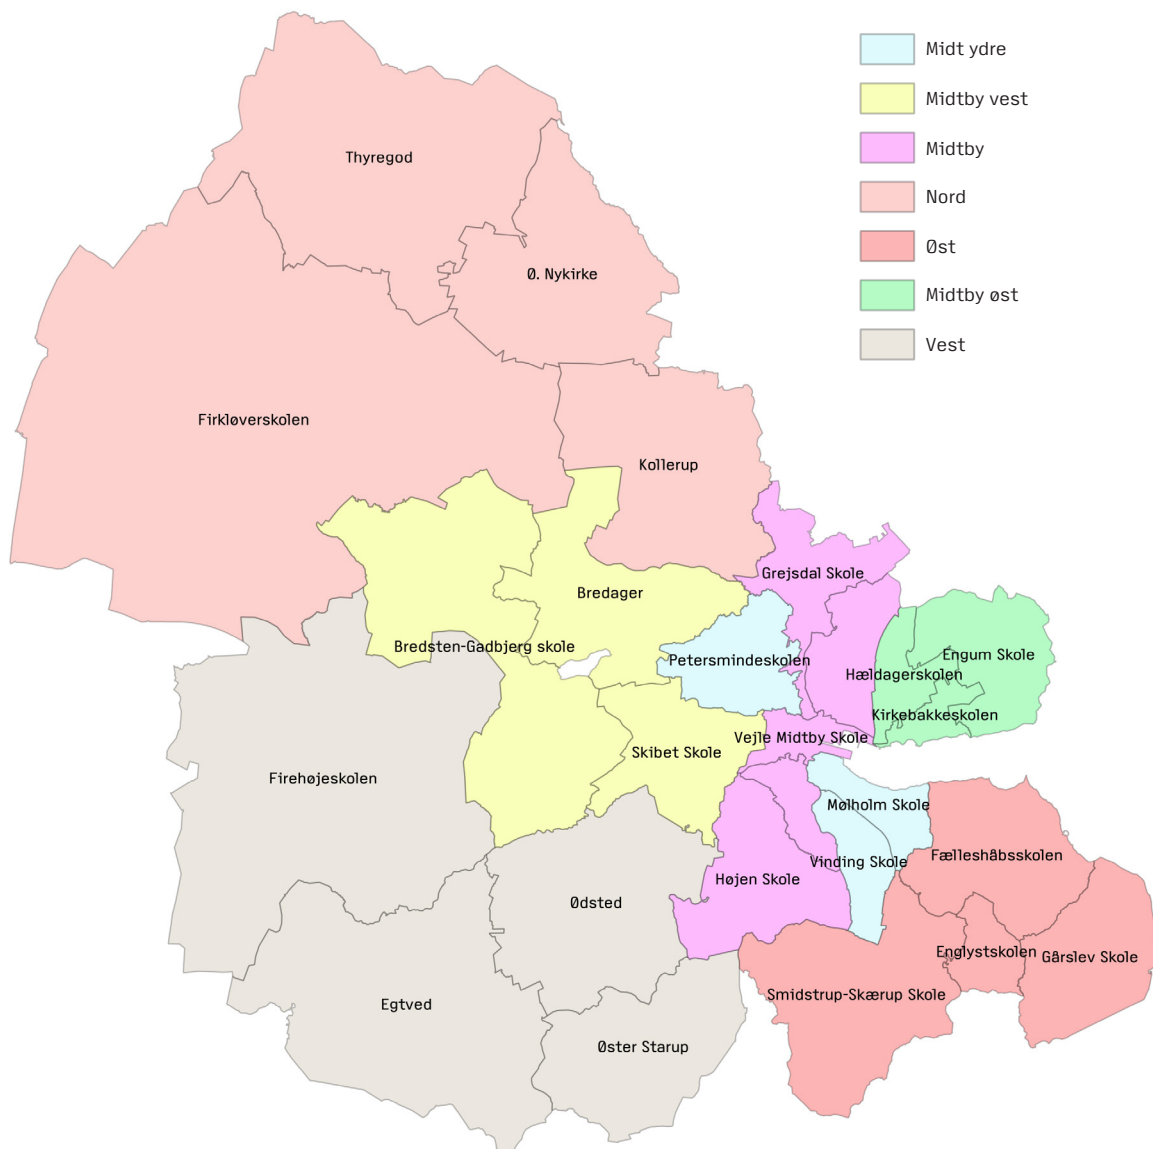 Midt ydre
Midtby vest
Midtby
Nord
Øst
Midtby øst
Vest
Thyregod
Ø. Nykirke
Firkløverskolen
Kollerup
Grejsdal Skole
Bredager
Bredsten-Gadbjerg skole
Petersmindeskolen
Engum Skole
Hældagerskolen
Kirkebakkeskolen
Vejle Midtby Skole
Skibet Skole
Firehøjeskolen
Mølholm Skole
Fælleshåbsskolen
Vinding Skole
Højen Skole
Ødsted
Englystskolen
Gårslev Skole
Smidstrup-Skærup Skole
Egtved
Øster Starup